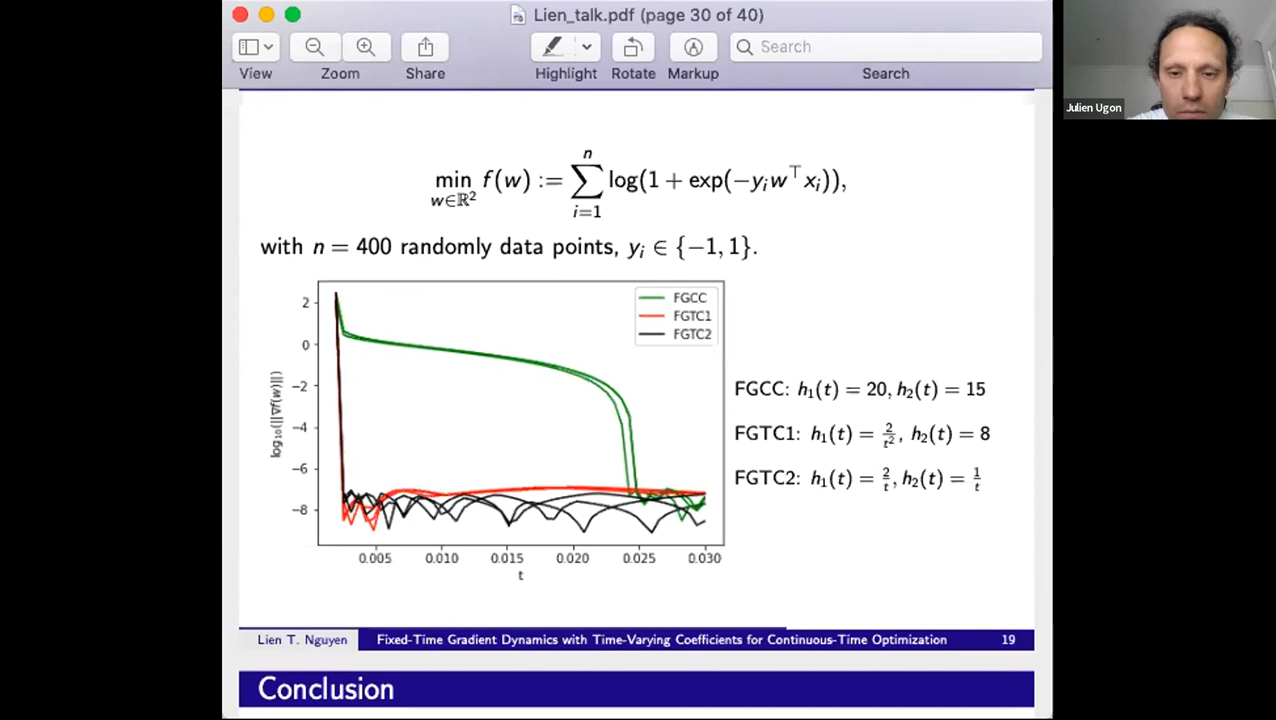 Lien_talk.pdf (page 30 of 40)
Search
View
Zoom
Share
Highlight
Rotate
Markup
Search
Julien Ugon
min w∈ℝ² f(w) := ∑ i=1 n log(1 + exp(−yᵢw⊤xᵢ)),
with n = 400 randomly data points, yᵢ ∈ {−1, 1}.
FGCC
FGTC1
FGTC2
2
0
−2
−4
−6
−8
log₁₀(||∇f(w)||)
0.005 0.010 0.015 0.020 0.025 0.030
t
FGCC: h₁(t) = 20, h₂(t) = 15
FGTC1: h₁(t) = 2/t², h₂(t) = 8
FGTC2: h₁(t) = 2/t, h₂(t) = 1/t
Lien T. Nguyen Fixed-Time Gradient Dynamics with Time-Varying Coefficients for Continuous-Time Optimization 19
Conclusion